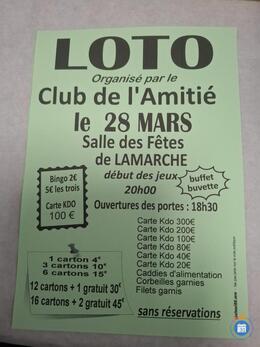 LOTO
Organisé par le
Club de l'Amitié
le 28 MARS
Salle des Fêtes
de LAMARCHE
début des jeux
20h00
buffet
buvette
Bingo 2€
5€ les trois
Carte KDO
100 €
Ouvertures des portes : 18h30
Carte Kdo 300€
Carte Kdo 200€
Carte Kdo 100€
Carte Kdo 80€
Carte Kdo 40€
Carte Kdo 20€
Caddies d'alimentation
Corbeilles garnies
Filets garnis
1 carton 4€
3 cartons 10€
6 cartons 15€
12 cartons + 1 gratuit 30€
16 cartons + 2 gratuit 45€
sans réservations